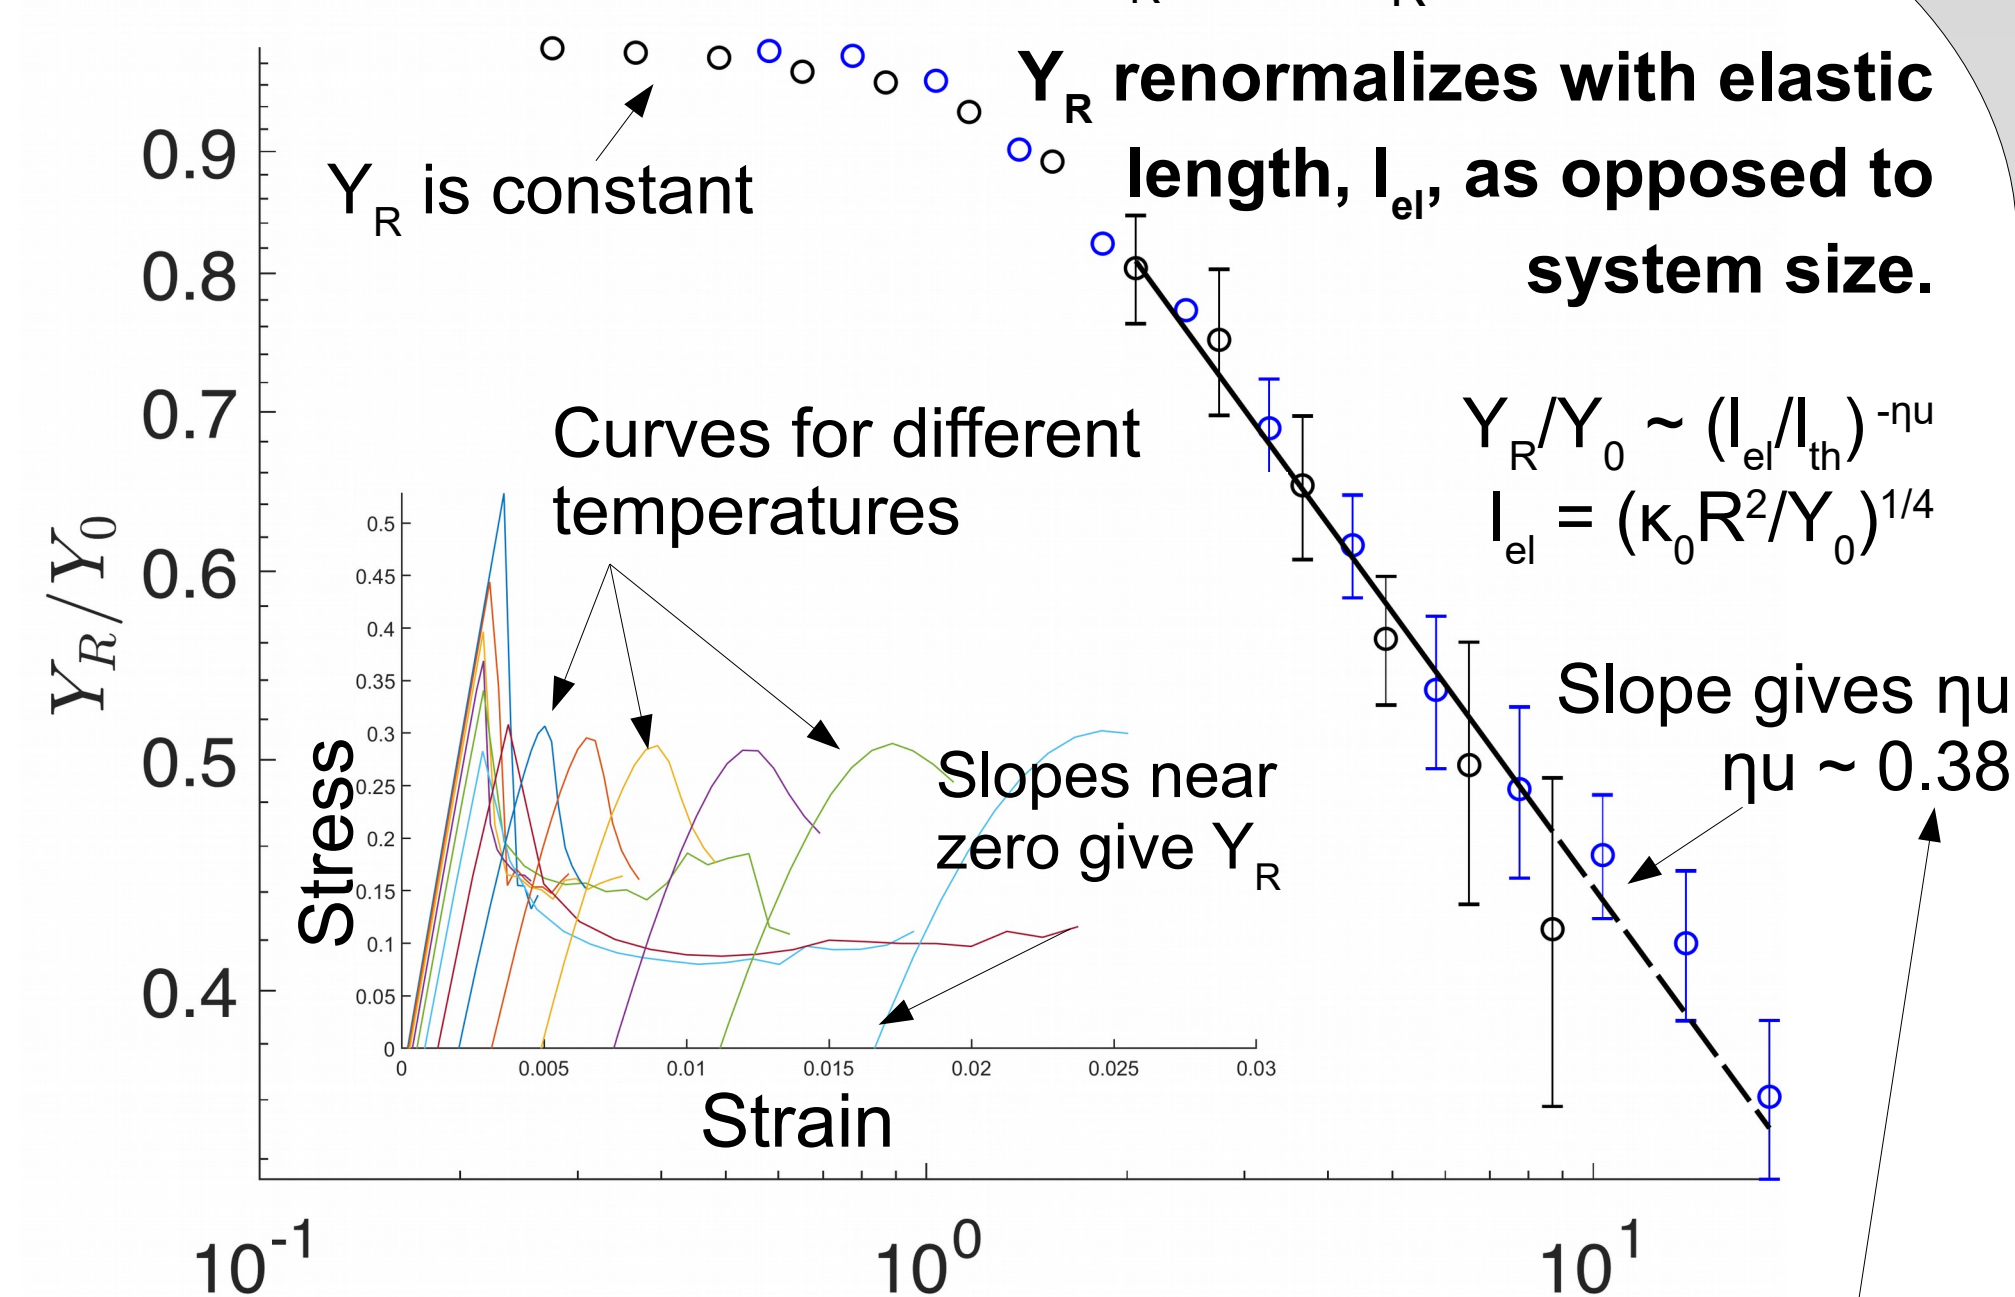 R R
Y_R renormalizes with elastic
length, l_el, as opposed to
system size.
Y_R is constant
Y_R/Y_0 ~ (l_el/l_th)^-ηu
l_el = (κ_0R^2/Y_0)^1/4
Curves for different
temperatures
Slope gives ηu
ηu ~ 0.38
Slopes near
zero give Y_R
Y_R/Y_0
0.9
0.8
0.7
0.6
0.5
0.4
Stress
0.5
0.45
0.4
0.35
0.3
0.25
0.2
0.15
0.1
0.05
0
0 0.005 0.01 0.015 0.02 0.025 0.03
Strain
10^-1 10^0 10^1